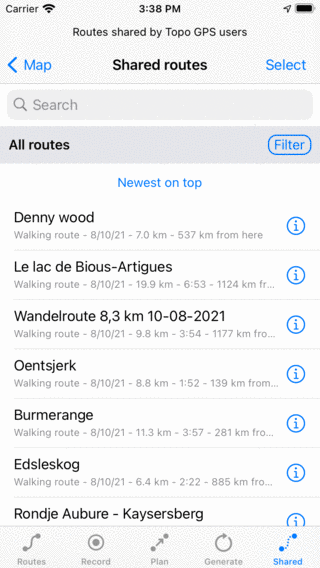 Carrier 3:38 PM
Routes shared by Topo GPS users
Map Shared routes Select
Search
All routes Filter
Newest on top
Denny wood
Walking route - 8/10/21 - 7.0 km - 537 km from here
Le lac de Bious-Artigues
Walking route - 8/10/21 - 19.9 km - 6:53 - 1124 km fr...
Wandelroute 8,3 km 10-08-2021
Walking route - 8/10/21 - 9.8 km - 3:54 - 1177 km fro...
Oentsjerk
Walking route - 8/10/21 - 8.8 km - 1:52 - 139 km from...
Burmerange
Walking route - 8/10/21 - 11.3 km - 3:57 - 281 km fro...
Edsleskog
Walking route - 8/10/21 - 6.4 km - 2:22 - 885 km fro...
Rondje Aubure - Kaysersberg
Routes Record Plan Generate Shared